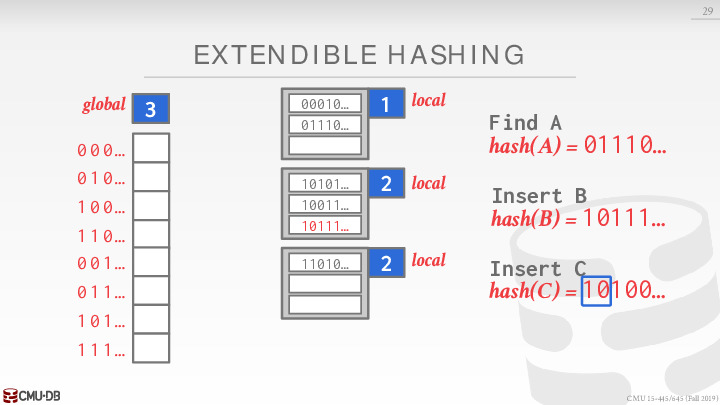 29
EXTENDIBLE HASHING
global 3
000…
010…
100…
110…
001…
011…
101…
111…
00010… 1 local
01110…
10101… 2 local
10011…
10111…
11010… 2 local
Find A
hash(A) = 01110…
Insert B
hash(B) = 10111…
Insert C
hash(C) = 10100…
CMU·DB
CMU 15-445/645 (Fall 2019)